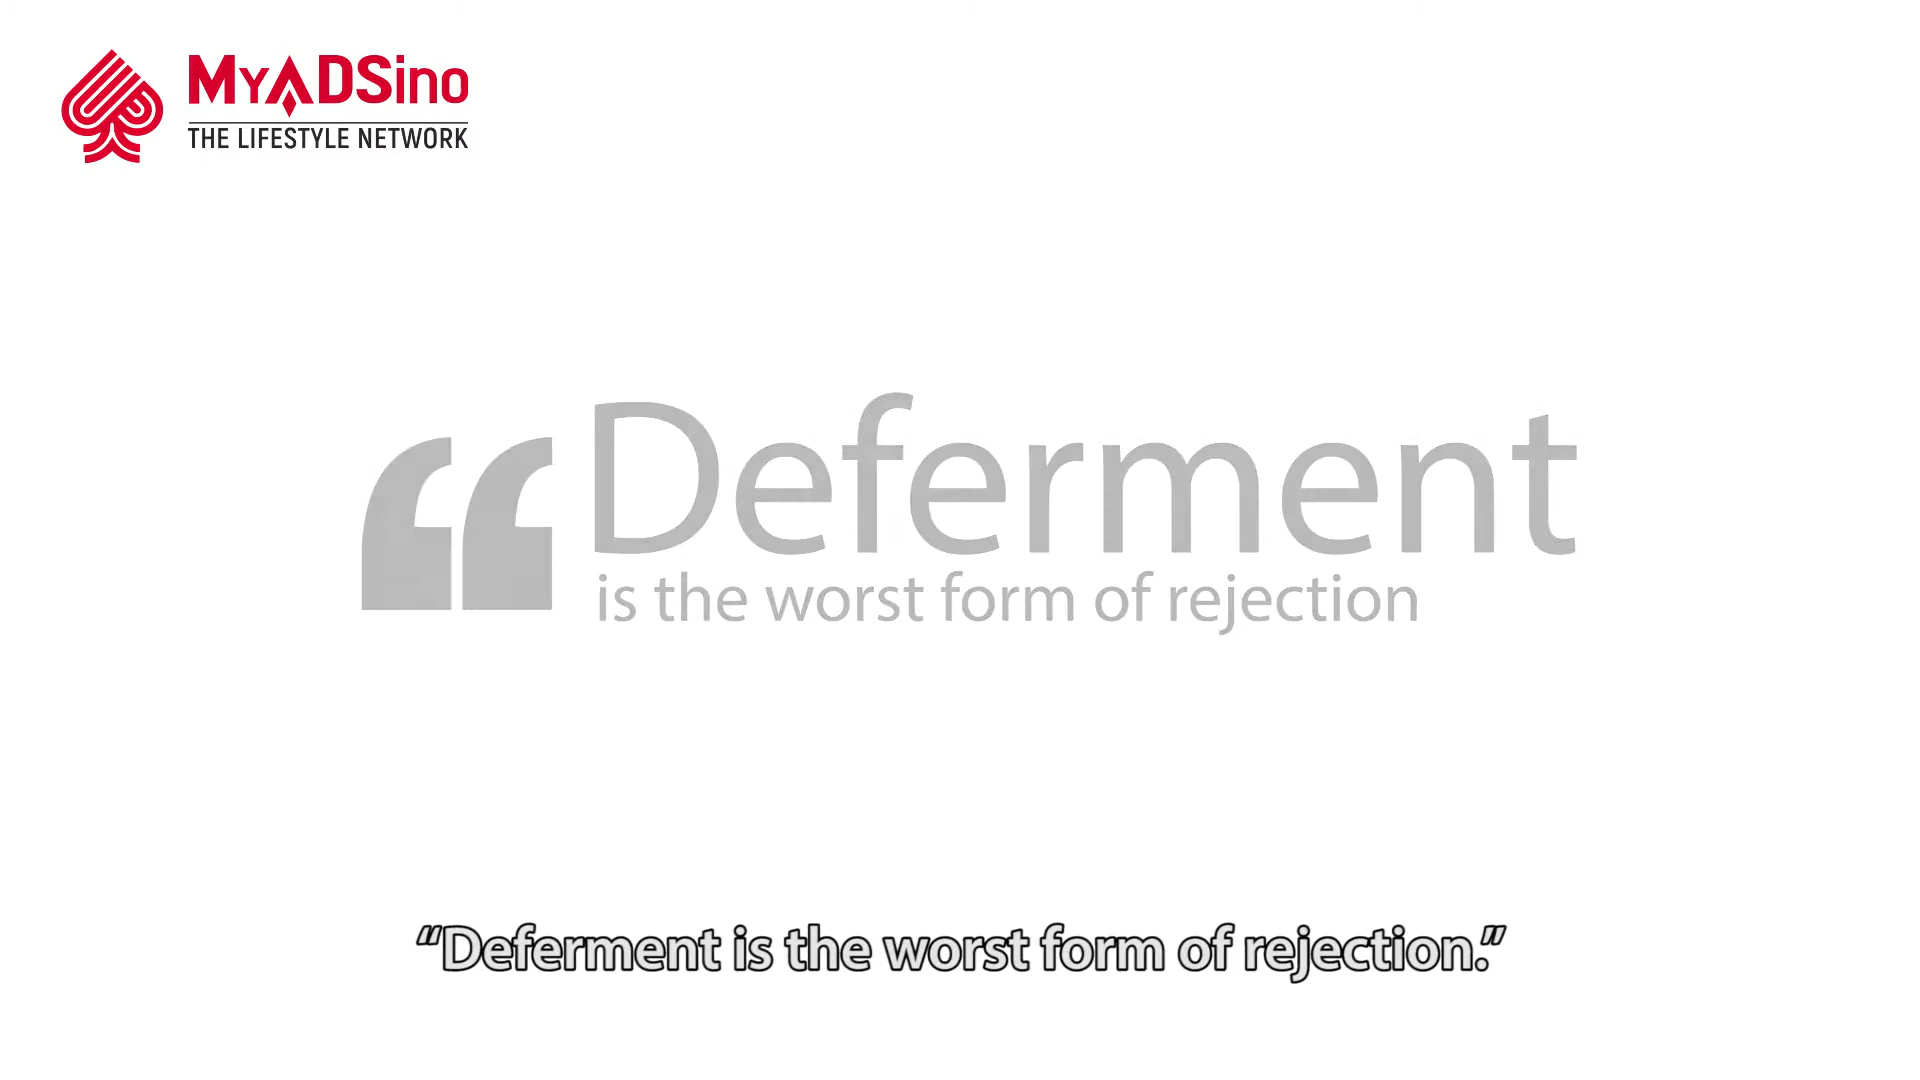 MyADSino
THE LIFESTYLE NETWORK
“Deferment
is the worst form of rejection
“Deferment is the worst form of rejection.”